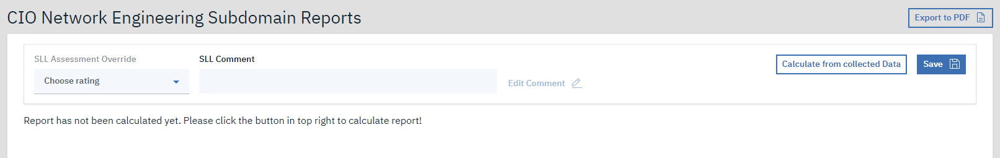 CIO Network Engineering Subdomain Reports
Export to PDF
SLL Assessment Override
SLL Comment
Choose rating
Edit Comment
Calculate from collected Data
Save
Report has not been calculated yet. Please click the button in top right to calculate report!